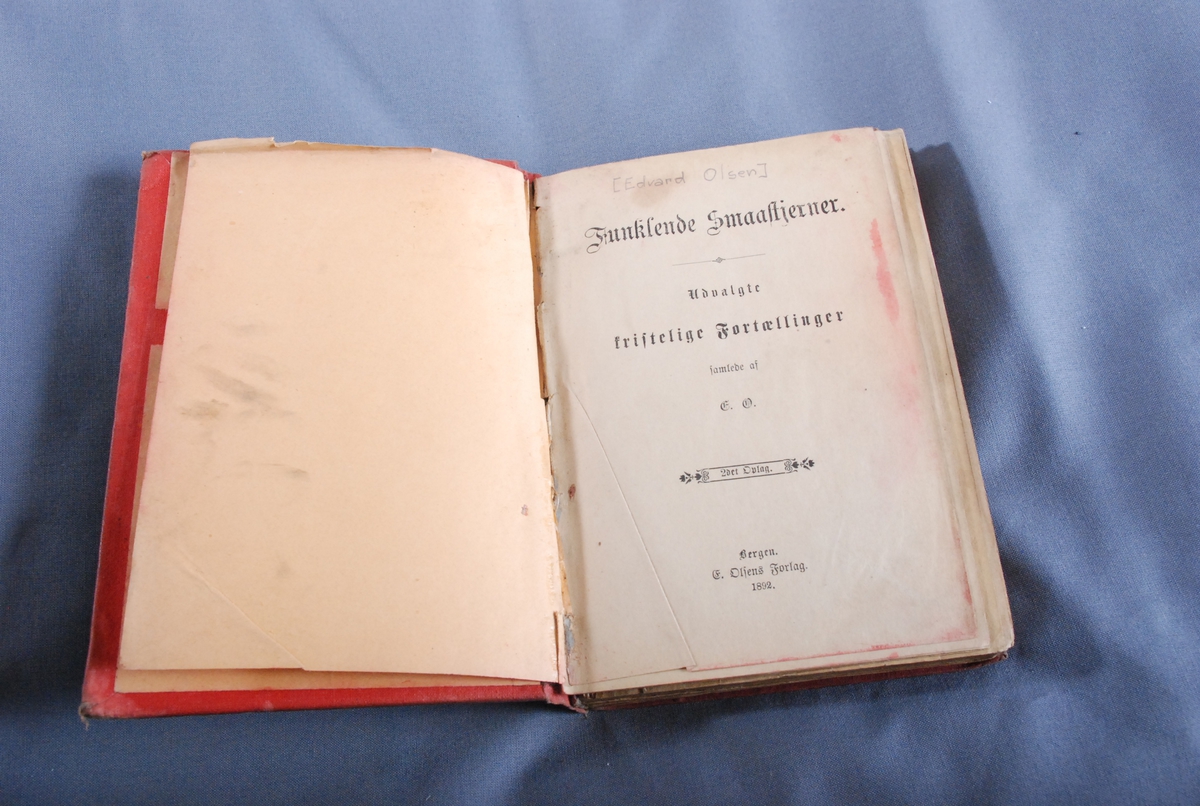 [Edvard Olsen]
Funklende Smaastjerner.
Udvalgte
kristelige Fortællinger
samlede af
E. O.
2det Oplag.
Bergen.
E. Olsens Forlag.
1892.